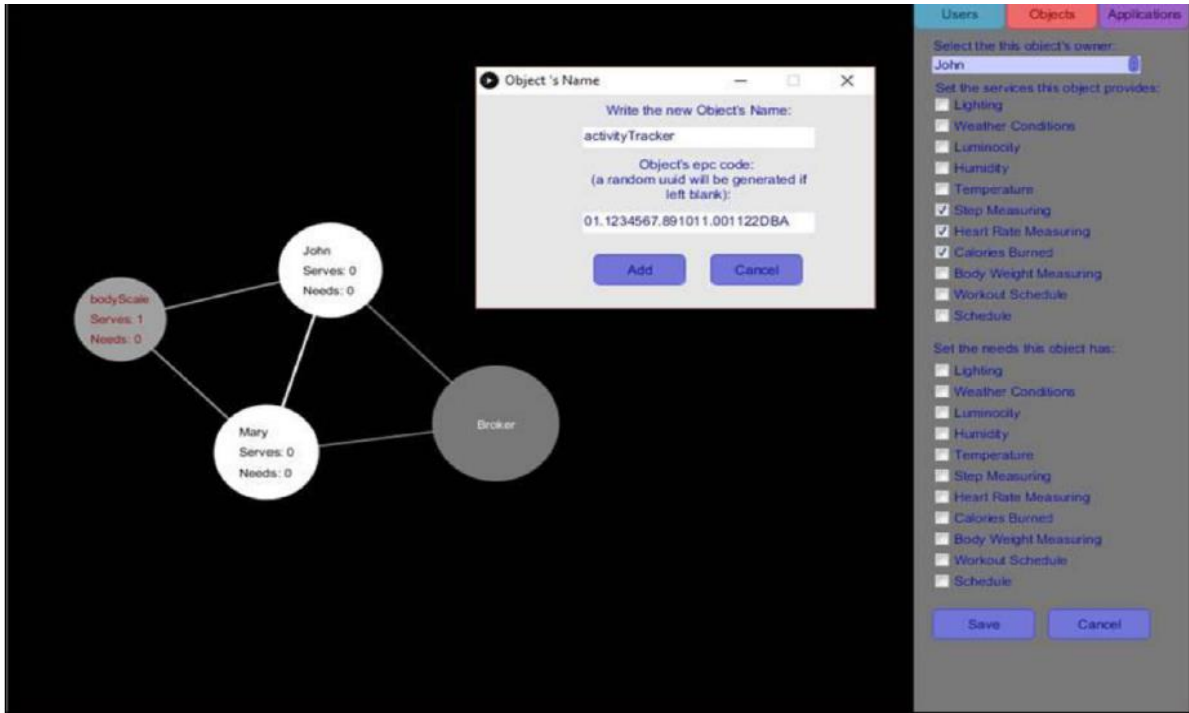 Users
Objects
Applications
Select the this object's owner:
John
Set the services this object provides:
Lighting
Weather Conditions
Luminocity
Humidity
Temperature
Step Measuring
Heart Rate Measuring
Calories Burned
Body Weight Measuring
Workout Schedule
Schedule
Set the needs this object has:
Lighting
Weather Conditions
Luminocity
Humidity
Temperature
Step Measuring
Heart Rate Measuring
Calories Burned
Body Weight Measuring
Workout Schedule
Schedule
Save
Cancel
Object 's Name
Write the new Object's Name:
activityTracker
Object's epc code:
(a random uuid will be generated if
left blank):
01.1234567.891011.001122DBA
Add
Cancel
John
Serves: 0
Needs: 0
bodyScale
Serves: 1
Needs: 0
Mary
Serves: 0
Needs: 0
Broker